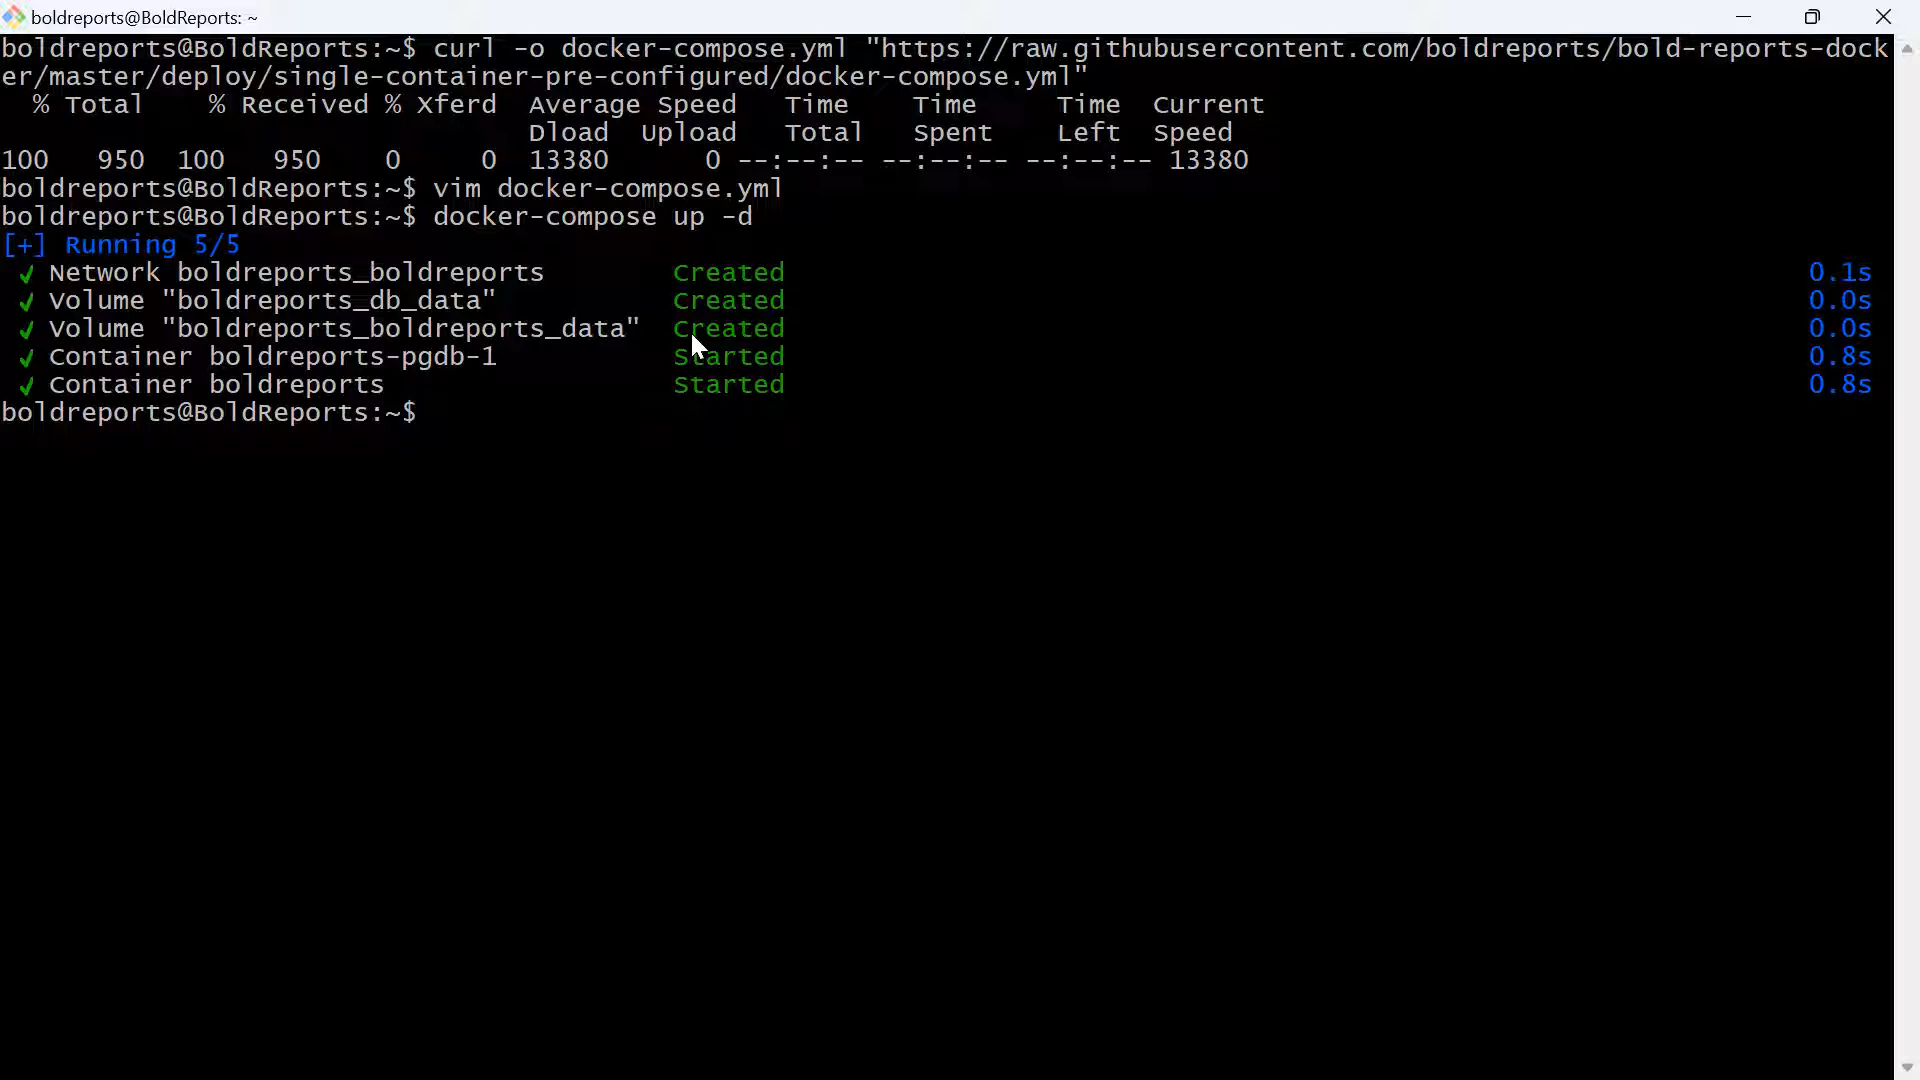 boldreports@BoldReports: ~
boldreports@BoldReports:~$ curl -o docker-compose.yml "https://raw.githubusercontent.com/boldreports/bold-reports-dock
er/master/deploy/single-container-pre-configured/docker-compose.yml"
% Total % Received % Xferd Average Speed Time Time Time Current
Dload Upload Total Spent Left Speed
100 950 100 950 0 0 13380 0 --:--:-- --:--:-- --:--:-- 13380
boldreports@BoldReports:~$ vim docker-compose.yml
boldreports@BoldReports:~$ docker-compose up -d
[+] Running 5/5
✔ Network boldreports_boldreports Created 0.1s
✔ Volume "boldreports_db_data" Created 0.0s
✔ Volume "boldreports_boldreports_data" Created 0.0s
✔ Container boldreports-pgdb-1 Started 0.8s
✔ Container boldreports Started 0.8s
boldreports@BoldReports:~$